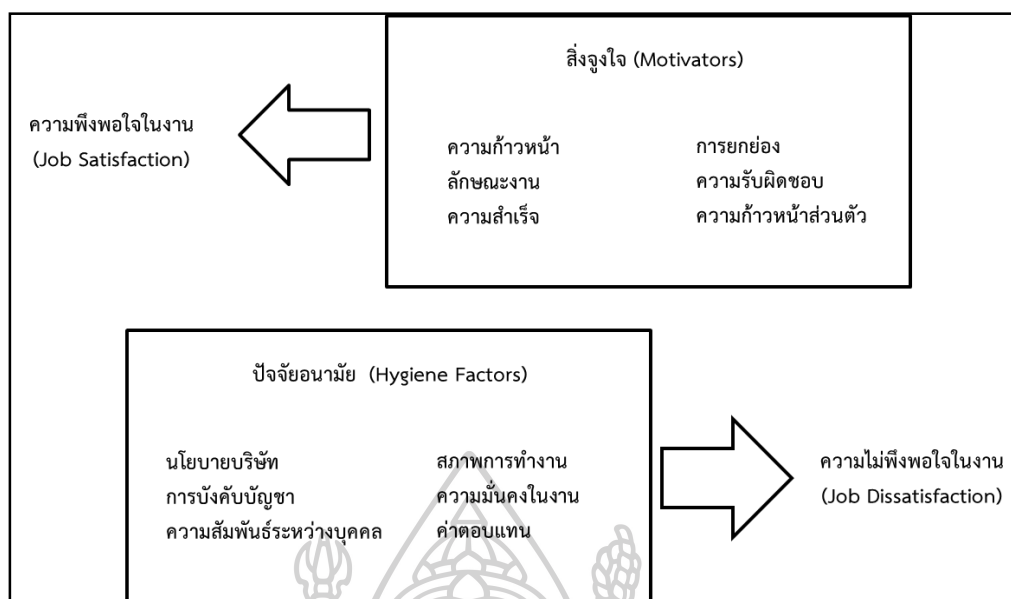 สิ่งจูงใจ (Motivators)
ความพึงพอใจในงาน
(Job Satisfaction)
ความก้าวหน้า การยกย่อง
ลักษณะงาน ความรับผิดชอบ
ความสำเร็จ ความก้าวหน้าส่วนตัว
ปัจจัยอนามัย (Hygiene Factors)
นโยบายบริษัท สภาพการทำงาน
การบังคับบัญชา ความมั่นคงในงาน
ความสัมพันธ์ระหว่างบุคคล ค่าตอบแทน
ความไม่พึงพอใจในงาน
(Job Dissatisfaction)